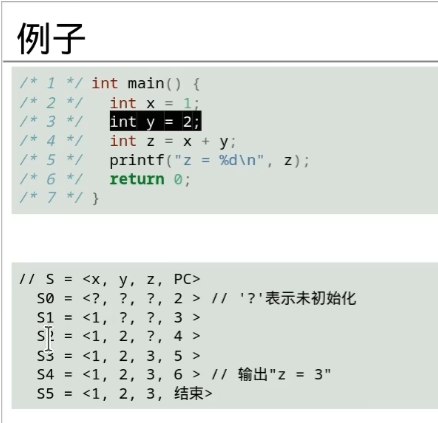 例子
/* 1 */ int main() {
/* 2 */   int x = 1;
/* 3 */   int y = 2;
/* 4 */   int z = x + y;
/* 5 */   printf("z = %d\n", z);
/* 6 */   return 0;
/* 7 */ }
// S = <x, y, z, PC>
  S0 = <?, ?, ?, 2 > // '?'表示未初始化
  S1 = <1, ?, ?, 3 >
  S2 = <1, 2, ?, 4 >
  S3 = <1, 2, 3, 5 >
  S4 = <1, 2, 3, 6 > // 输出"z = 3"
  S5 = <1, 2, 3, 结束>